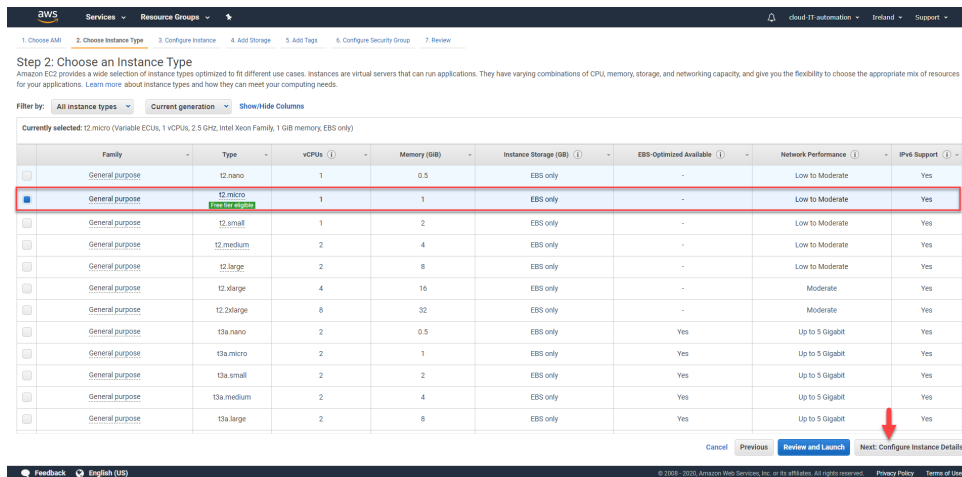 aws Services Resource Groups cloud-IT-automation Ireland Support
1. Choose AMI 2. Choose Instance Type 3. Configure Instance 4. Add Storage 5. Add Tags 6. Configure Security Group 7. Review
Step 2: Choose an Instance Type
Amazon EC2 provides a wide selection of instance types optimized to fit different use cases. Instances are virtual servers that can run applications. They have varying combinations of CPU, memory, storage, and networking capacity, and give you the flexibility to choose the appropriate mix of resources
for your applications. Learn more about instance types and how they can meet your computing needs.
Filter by: All instance types Current generation Show/Hide Columns
Currently selected: t2.micro (Variable ECUs, 1 vCPUs, 2.5 GHz, Intel Xeon Family, 1 GiB memory, EBS only)
Family Type vCPUs Memory (GiB) Instance Storage (GB) EBS-Optimized Available Network Performance IPv6 Support
General purpose t2.nano 1 0.5 EBS only - Low to Moderate Yes
General purpose t2.micro 1 1 EBS only - Low to Moderate Yes
Free tier eligible
General purpose t2.small 1 2 EBS only - Low to Moderate Yes
General purpose t2.medium 2 4 EBS only - Low to Moderate Yes
General purpose t2.large 2 8 EBS only - Low to Moderate Yes
General purpose t2.xlarge 4 16 EBS only - Moderate Yes
General purpose t2.2xlarge 8 32 EBS only - Moderate Yes
General purpose t3a.nano 2 0.5 EBS only Yes Up to 5 Gigabit Yes
General purpose t3a.micro 2 1 EBS only Yes Up to 5 Gigabit Yes
General purpose t3a.small 2 2 EBS only Yes Up to 5 Gigabit Yes
General purpose t3a.medium 2 4 EBS only Yes Up to 5 Gigabit Yes
General purpose t3a.large 2 8 EBS only Yes Up to 5 Gigabit Yes
Cancel Previous Review and Launch Next: Configure Instance Details
Feedback English (US) © 2008 - 2020, Amazon Web Services, Inc. or its affiliates. All rights reserved. Privacy Policy Terms of Use